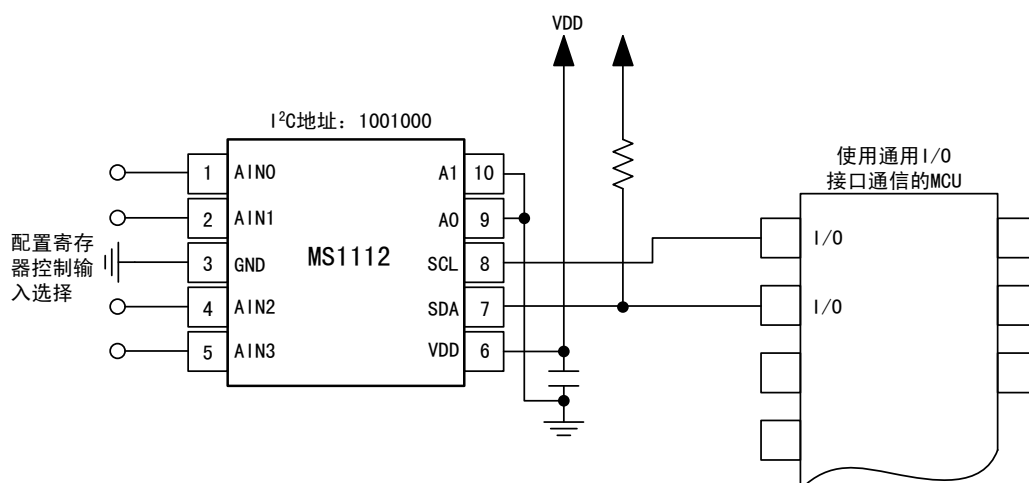 VDD
I²C地址：1001000
使用通用I/O
接口通信的MCU
1 AIN0 A1 10
2 AIN1 A0 9
I/O
配置寄存
器控制输
入选择
3 GND MS1112 SCL 8
4 AIN2 SDA 7
I/O
5 AIN3 VDD 6